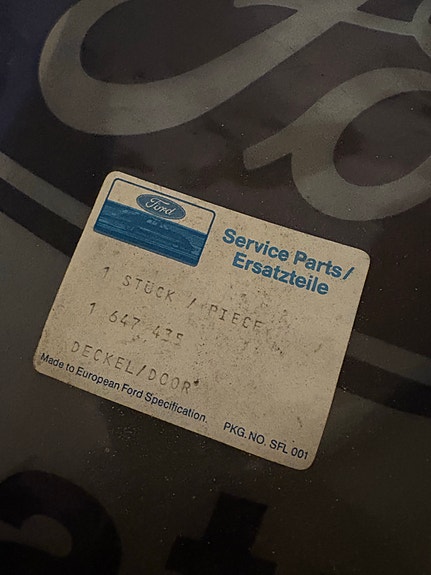 Ford
Service Parts/
Ersatzteile
1 STÜCK / PIECE
1 647,435
DECKEL/DOOR*
Made to European Ford Specification.
PKG.NO. SFL 001